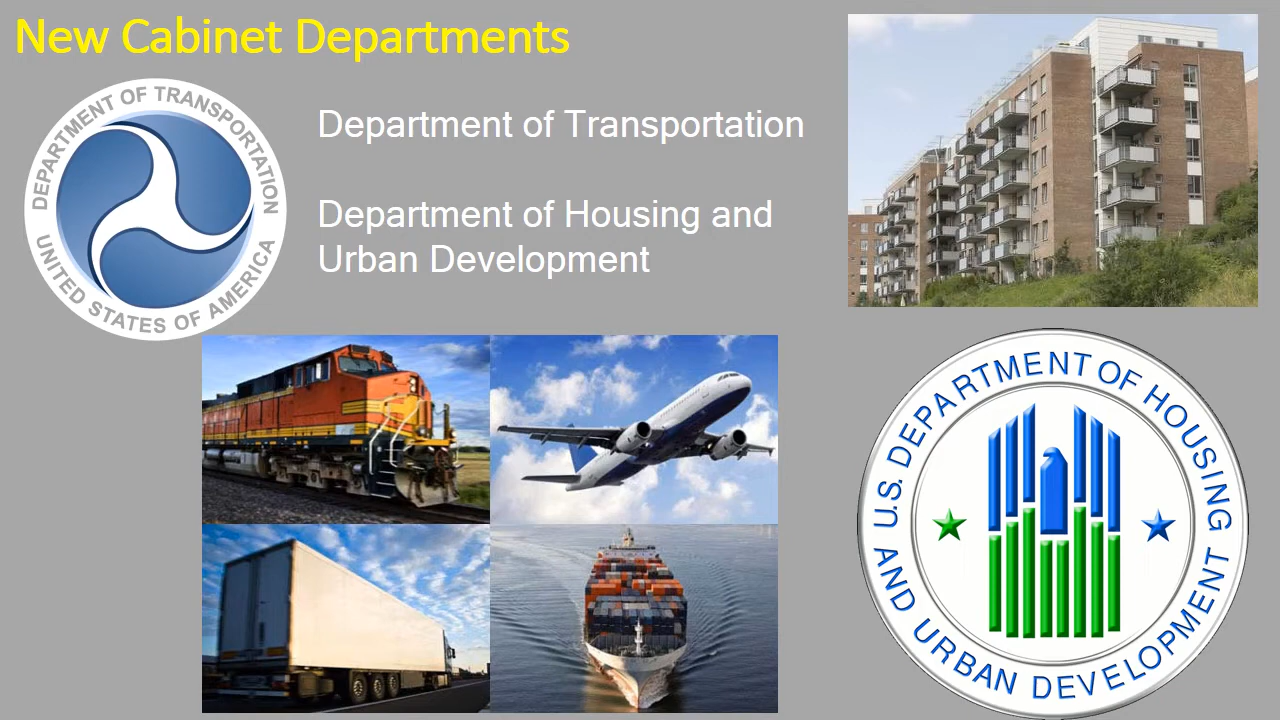 New Cabinet Departments
DEPARTMENT OF TRANSPORTATION
UNITED STATES OF AMERICA
Department of Transportation
Department of Housing and
Urban Development
U.S. DEPARTMENT OF HOUSING
AND URBAN DEVELOPMENT